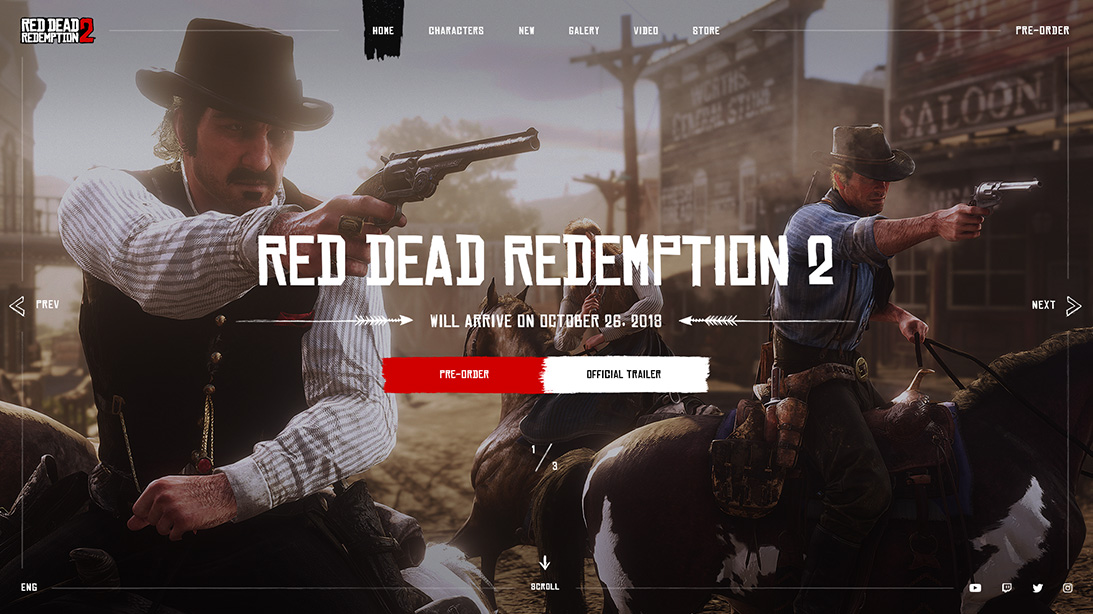 RED DEAD
REDEMPTION 2
HOME
CHARACTERS
NEW
GALERY
VIDEO
STORE
PRE-ORDER
GENERAL STORE
SALOON
RED DEAD REDEMPTION 2
PREV
NEXT
WILL ARRIVE ON OCTOBER 26. 2018
PRE-ORDER
OFFICIAL TRAILER
1
/
3
ENG
SCROLL